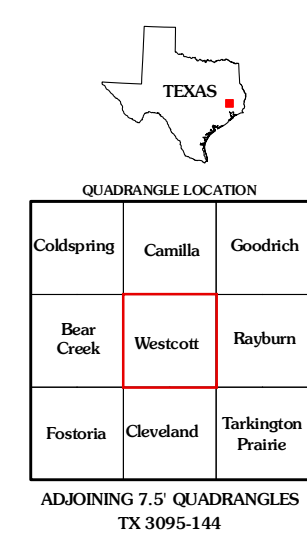 TEXAS
QUADRANGLE LOCATION
Coldspring
Camilla
Goodrich
Bear
Creek
Westcott
Rayburn
Fostoria
Cleveland
Tarkington
Prairie
ADJOINING 7.5' QUADRANGLES
TX 3095-144